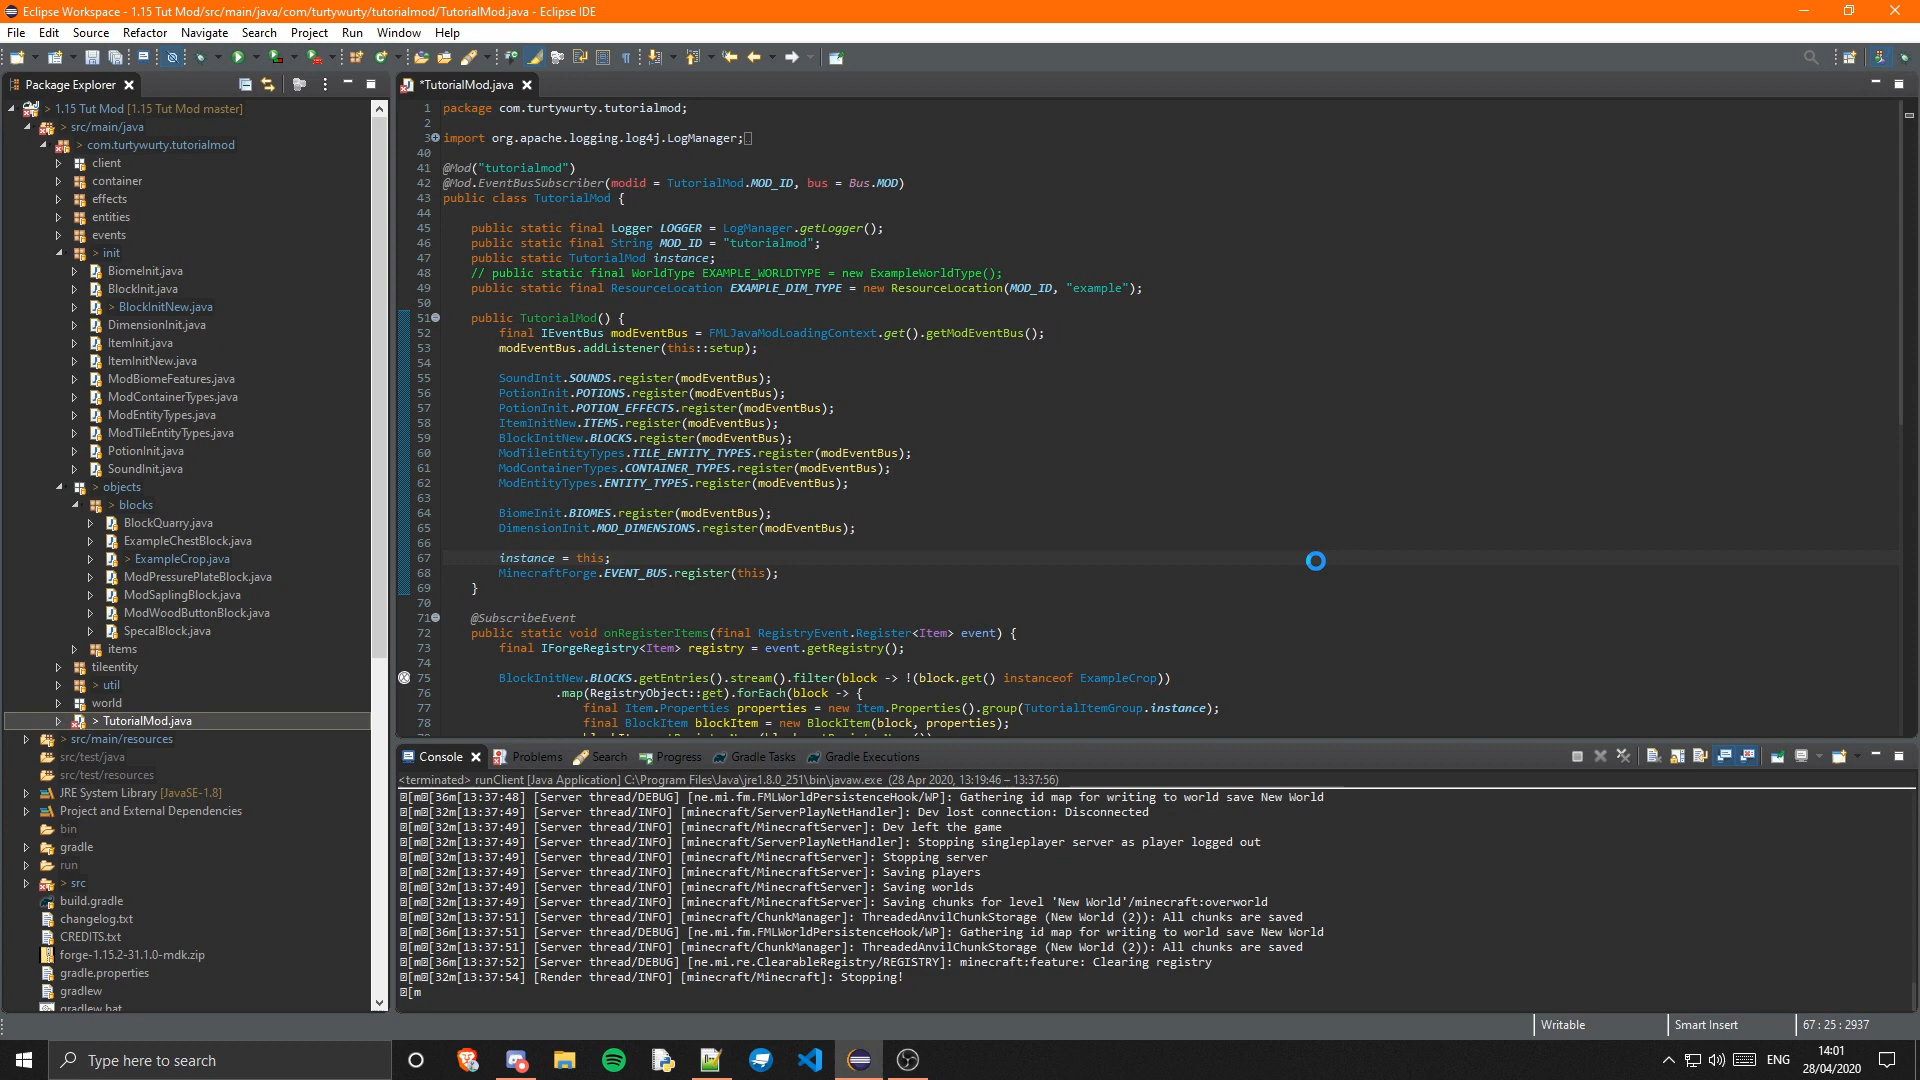 Eclipse Workspace - 1.15 Tut Mod/src/main/java/com/turtywurty/tutorialmod/TutorialMod.java - Eclipse IDE
File Edit Source Refactor Navigate Search Project Run Window Help
Package Explorer
*TutorialMod.java
> 1.15 Tut Mod [1.15 Tut Mod master]
> src/main/java
> com.turtywurty.tutorialmod
client
container
effects
entities
events
> init
BiomeInit.java
BlockInit.java
> BlockInitNew.java
DimensionInit.java
ItemInit.java
ItemInitNew.java
ModBiomeFeatures.java
ModContainerTypes.java
ModEntityTypes.java
ModTileEntityTypes.java
PotionInit.java
SoundInit.java
> objects
> blocks
BlockQuarry.java
ExampleChestBlock.java
> ExampleCrop.java
ModPressurePlateBlock.java
ModSaplingBlock.java
ModWoodButtonBlock.java
SpecalBlock.java
items
tileentity
> util
world
> TutorialMod.java
> src/main/resources
src/test/java
src/test/resources
JRE System Library [JavaSE-1.8]
Project and External Dependencies
bin
gradle
run
> src
build.gradle
changelog.txt
CREDITS.txt
forge-1.15.2-31.1.0-mdk.zip
gradle.properties
gradlew
gradlew.bat
1 package com.turtywurty.tutorialmod;
2
3 import org.apache.logging.log4j.LogManager;
40
41 @Mod("tutorialmod")
42 @Mod.EventBusSubscriber(modid = TutorialMod.MOD_ID, bus = Bus.MOD)
43 public class TutorialMod {
44
45 public static final Logger LOGGER = LogManager.getLogger();
46 public static final String MOD_ID = "tutorialmod";
47 public static TutorialMod instance;
48 // public static final WorldType EXAMPLE_WORLDTYPE = new ExampleWorldType();
49 public static final ResourceLocation EXAMPLE_DIM_TYPE = new ResourceLocation(MOD_ID, "example");
50
51 public TutorialMod() {
52 final IEventBus modEventBus = FMLJavaModLoadingContext.get().getModEventBus();
53 modEventBus.addListener(this::setup);
54
55 SoundInit.SOUNDS.register(modEventBus);
56 PotionInit.POTIONS.register(modEventBus);
57 PotionInit.POTION_EFFECTS.register(modEventBus);
58 ItemInitNew.ITEMS.register(modEventBus);
59 BlockInitNew.BLOCKS.register(modEventBus);
60 ModTileEntityTypes.TILE_ENTITY_TYPES.register(modEventBus);
61 ModContainerTypes.CONTAINER_TYPES.register(modEventBus);
62 ModEntityTypes.ENTITY_TYPES.register(modEventBus);
63
64 BiomeInit.BIOMES.register(modEventBus);
65 DimensionInit.MOD_DIMENSIONS.register(modEventBus);
66
67 instance = this;
68 MinecraftForge.EVENT_BUS.register(this);
69 }
70
71 @SubscribeEvent
72 public static void onRegisterItems(final RegistryEvent.Register<Item> event) {
73 final IForgeRegistry<Item> registry = event.getRegistry();
74
75 BlockInitNew.BLOCKS.getEntries().stream().filter(block -> !(block.get() instanceof ExampleCrop))
76 .map(RegistryObject::get).forEach(block -> {
77 final Item.Properties properties = new Item.Properties().group(TutorialItemGroup.instance);
78 final BlockItem blockItem = new BlockItem(block, properties);
Console Problems Search Progress Gradle Tasks Gradle Executions
<terminated> runClient [Java Application] C:\Program Files\Java\jre1.8.0_251\bin\javaw.exe (28 Apr 2020, 13:19:46 – 13:37:56)
[m[36m[13:37:48] [Server thread/DEBUG] [ne.mi.fm.FMLWorldPersistenceHook/WP]: Gathering id map for writing to world save New World
[m[32m[13:37:49] [Server thread/INFO] [minecraft/ServerPlayNetHandler]: Dev lost connection: Disconnected
[m[32m[13:37:49] [Server thread/INFO] [minecraft/MinecraftServer]: Dev left the game
[m[32m[13:37:49] [Server thread/INFO] [minecraft/ServerPlayNetHandler]: Stopping singleplayer server as player logged out
[m[32m[13:37:49] [Server thread/INFO] [minecraft/MinecraftServer]: Stopping server
[m[32m[13:37:49] [Server thread/INFO] [minecraft/MinecraftServer]: Saving players
[m[32m[13:37:49] [Server thread/INFO] [minecraft/MinecraftServer]: Saving worlds
[m[32m[13:37:49] [Server thread/INFO] [minecraft/MinecraftServer]: Saving chunks for level 'New World'/minecraft:overworld
[m[32m[13:37:51] [Server thread/INFO] [minecraft/ChunkManager]: ThreadedAnvilChunkStorage (New World (2)): All chunks are saved
[m[36m[13:37:51] [Server thread/DEBUG] [ne.mi.fm.FMLWorldPersistenceHook/WP]: Gathering id map for writing to world save New World
[m[32m[13:37:51] [Server thread/INFO] [minecraft/ChunkManager]: ThreadedAnvilChunkStorage (New World (2)): All chunks are saved
[m[36m[13:37:52] [Server thread/DEBUG] [ne.mi.re.ClearableRegistry/REGISTRY]: minecraft:feature: Clearing registry
[m[32m[13:37:54] [Render thread/INFO] [minecraft/Minecraft]: Stopping!
[m
Writable Smart Insert 67 : 25 : 2937
Type here to search
ENG
14:01
28/04/2020